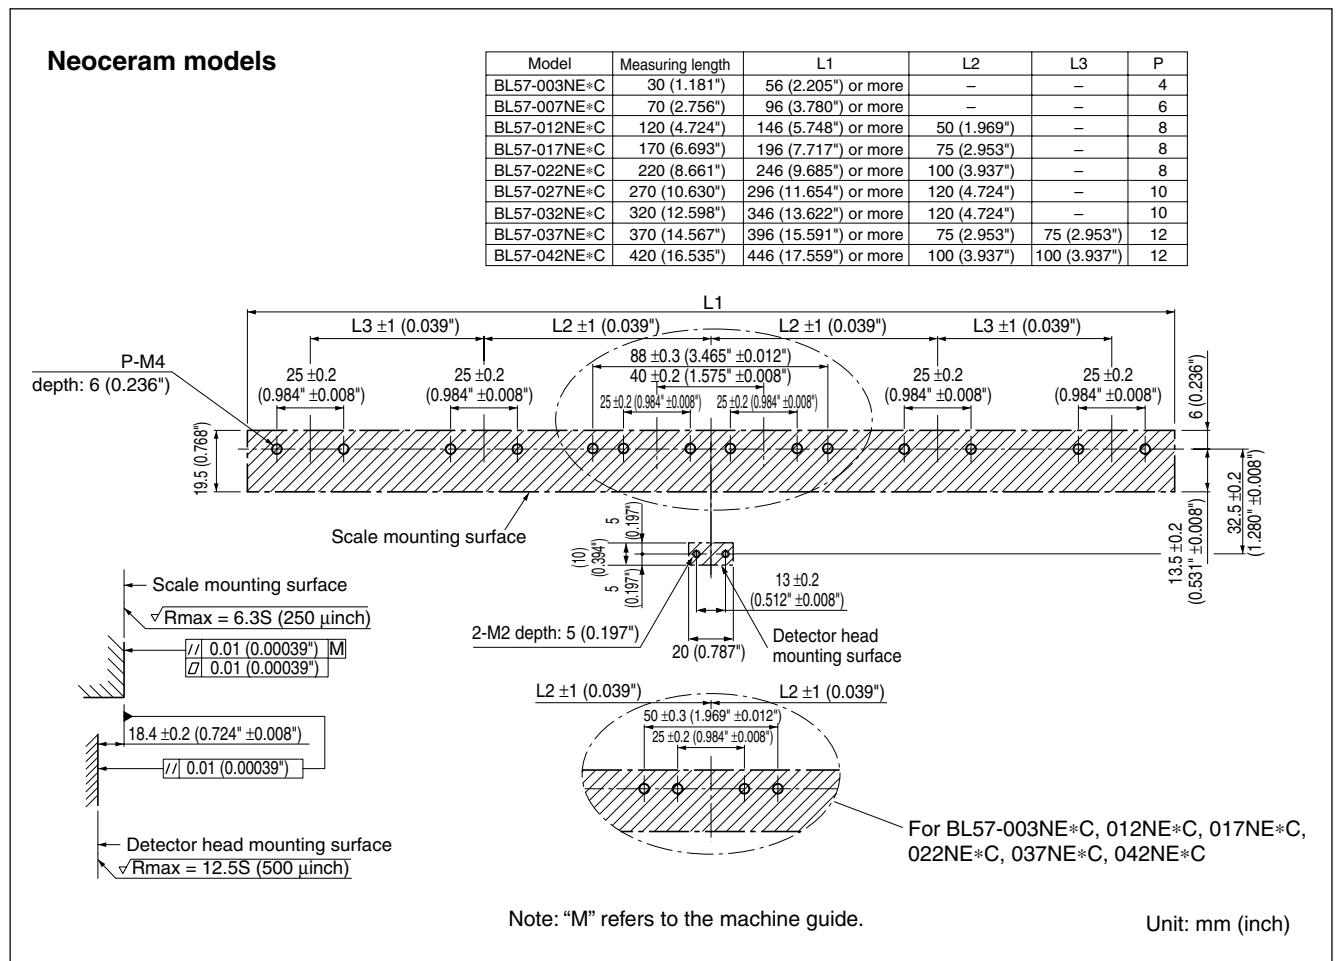 Neoceram models
Model Measuring length L1 L2 L3 P
BL57-003NE*C 30 (1.181") 56 (2.205") or more – – 4
BL57-007NE*C 70 (2.756") 96 (3.780") or more – – 6
BL57-012NE*C 120 (4.724") 146 (5.748") or more 50 (1.969") – 8
BL57-017NE*C 170 (6.693") 196 (7.717") or more 75 (2.953") – 8
BL57-022NE*C 220 (8.661") 246 (9.685") or more 100 (3.937") – 8
BL57-027NE*C 270 (10.630") 296 (11.654") or more 120 (4.724") – 10
BL57-032NE*C 320 (12.598") 346 (13.622") or more 120 (4.724") – 10
BL57-037NE*C 370 (14.567") 396 (15.591") or more 75 (2.953") 75 (2.953") 12
BL57-042NE*C 420 (16.535") 446 (17.559") or more 100 (3.937") 100 (3.937") 12
L1
L3 ±1 (0.039") L2 ±1 (0.039") L2 ±1 (0.039") L3 ±1 (0.039")
P-M4
depth: 6 (0.236")
88 ±0.3 (3.465" ±0.012")
40 ±0.2 (1.575" ±0.008")
25 ±0.2
(0.984" ±0.008")
25 ±0.2
(0.984" ±0.008")
25 ±0.2 (0.984" ±0.008")
25 ±0.2 (0.984" ±0.008")
25 ±0.2
(0.984" ±0.008")
25 ±0.2
(0.984" ±0.008")
6 (0.236")
19.5 (0.768")
32.5 ±0.2
(1.280" ±0.008")
13.5 ±0.2
(0.531" ±0.008")
Scale mounting surface
5
(0.197")
(10)
(0.394")
5
(0.197")
13 ±0.2
(0.512" ±0.008")
2-M2 depth: 5 (0.197")
20 (0.787")
Detector head
mounting surface
Scale mounting surface
Rmax = 6.3S (250 µinch)
// 0.01 (0.00039") M
⏥ 0.01 (0.00039")
18.4 ±0.2 (0.724" ±0.008")
// 0.01 (0.00039")
Detector head mounting surface
Rmax = 12.5S (500 µinch)
L2 ±1 (0.039") L2 ±1 (0.039")
50 ±0.3 (1.969" ±0.012")
25 ±0.2 (0.984" ±0.008")
For BL57-003NE*C, 012NE*C, 017NE*C,
022NE*C, 037NE*C, 042NE*C
Note: “M” refers to the machine guide.
Unit: mm (inch)